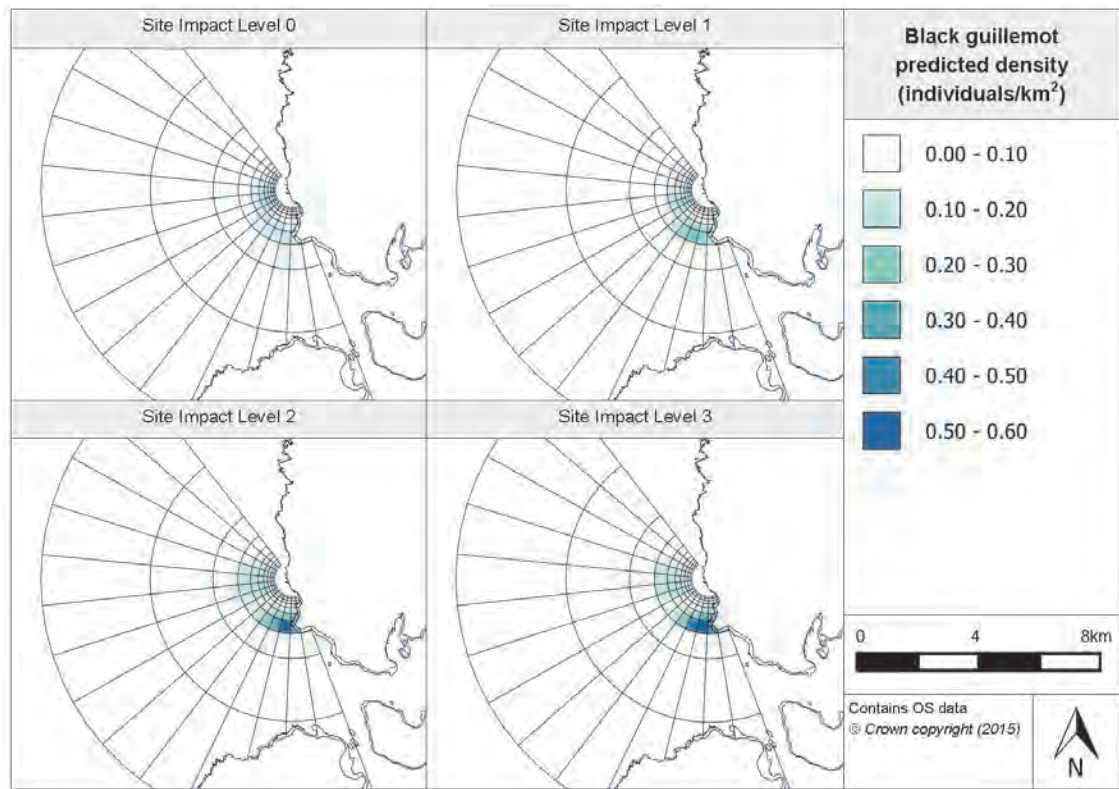 Site Impact Level 0
Site Impact Level 1
Site Impact Level 2
Site Impact Level 3
Black guillemot
predicted density
(individuals/km²)
0.00 - 0.10
0.10 - 0.20
0.20 - 0.30
0.30 - 0.40
0.40 - 0.50
0.50 - 0.60
0 4 8km
Contains OS data
© Crown copyright (2015)
N